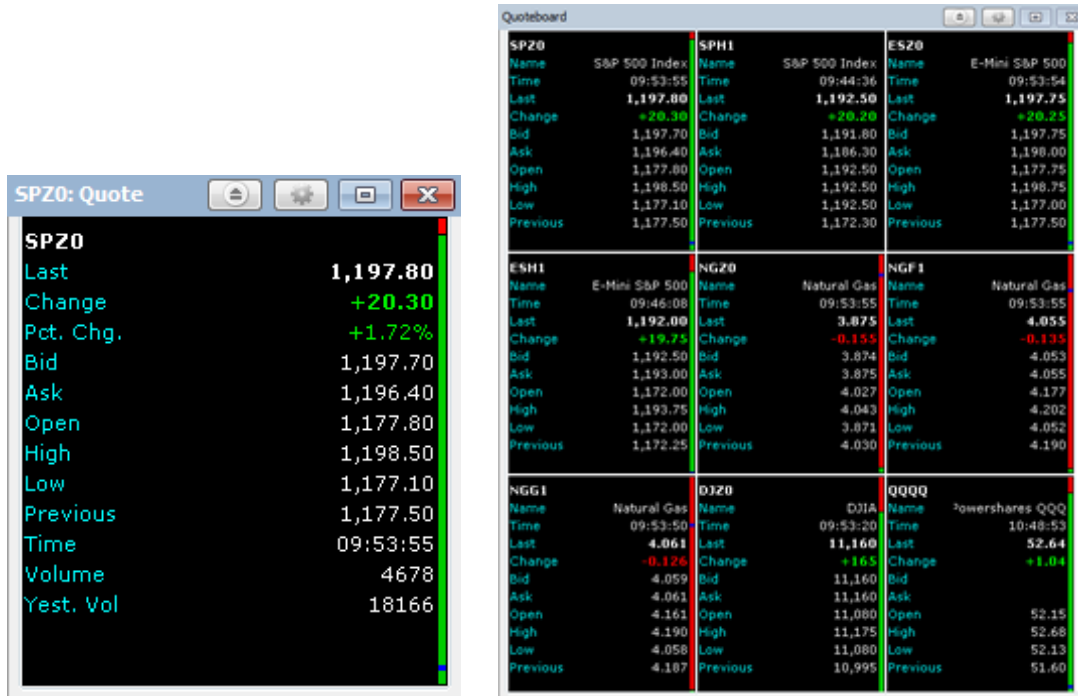 SPZ0: Quote
SPZ0
Last 1,197.80
Change +20.30
Pct. Chg. +1.72%
Bid 1,197.70
Ask 1,196.40
Open 1,177.80
High 1,198.50
Low 1,177.10
Previous 1,177.50
Time 09:53:55
Volume 4678
Yest. Vol 18166
Quoteboard
SPZ0
Name S&P 500 Index
Time 09:53:55
Last 1,197.80
Change +20.30
Bid 1,197.70
Ask 1,196.40
Open 1,177.80
High 1,198.50
Low 1,177.10
Previous 1,177.50
SPH1
Name S&P 500 Index
Time 09:44:36
Last 1,192.50
Change +20.20
Bid 1,191.80
Ask 1,186.30
Open 1,192.50
High 1,192.50
Low 1,192.50
Previous 1,172.30
ESZ0
Name E-Mini S&P 500
Time 09:53:54
Last 1,197.75
Change +20.25
Bid 1,197.75
Ask 1,198.00
Open 1,177.75
High 1,198.75
Low 1,177.00
Previous 1,177.50
ESH1
Name E-Mini S&P 500
Time 09:46:08
Last 1,192.00
Change +19.75
Bid 1,192.50
Ask 1,193.00
Open 1,172.00
High 1,193.75
Low 1,172.00
Previous 1,172.25
NGZ0
Name Natural Gas
Time 09:53:55
Last 3.875
Change -0.155
Bid 3.874
Ask 3.875
Open 4.027
High 4.043
Low 3.871
Previous 4.030
NGF1
Name Natural Gas
Time 09:53:55
Last 4.055
Change -0.135
Bid 4.053
Ask 4.055
Open 4.177
High 4.202
Low 4.052
Previous 4.190
NGG1
Name Natural Gas
Time 09:53:50
Last 4.061
Change -0.126
Bid 4.059
Ask 4.061
Open 4.161
High 4.190
Low 4.058
Previous 4.187
DJZ0
Name DJIA
Time 09:53:20
Last 11,160
Change +165
Bid 11,160
Ask 11,160
Open 11,080
High 11,175
Low 11,080
Previous 10,995
QQQQ
Name Powershares QQQ
Time 10:48:53
Last 52.64
Change +1.04
Bid
Ask
Open 52.15
High 52.68
Low 52.13
Previous 51.60